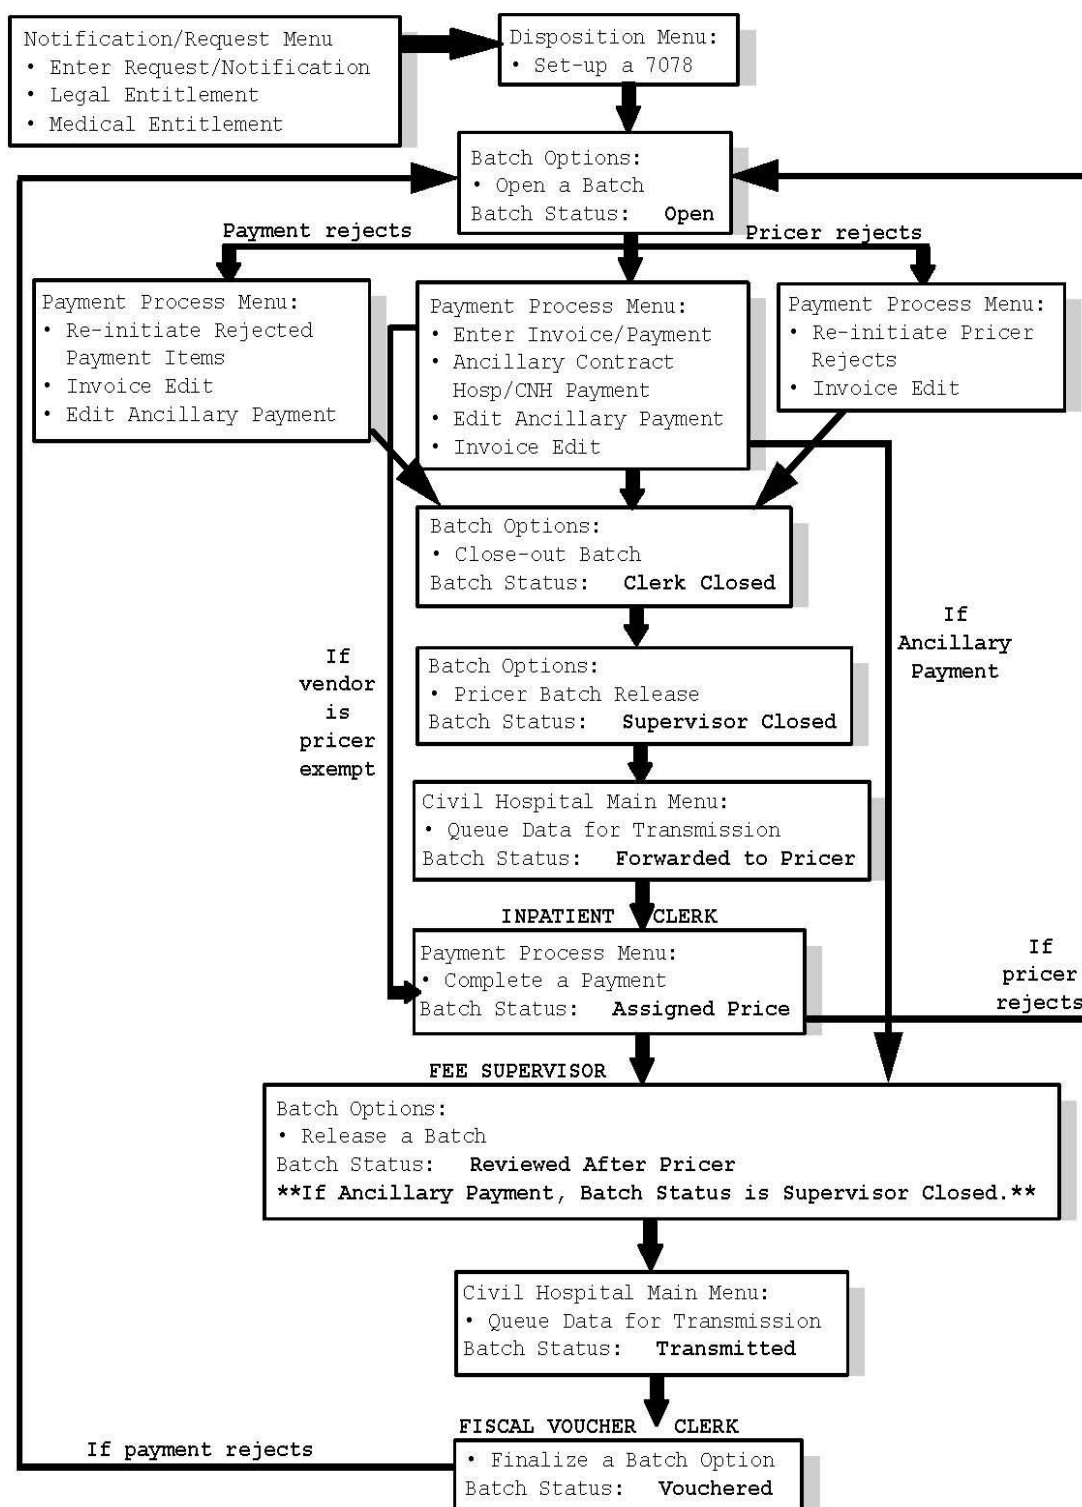 Notification/Request Menu
• Enter Request/Notification
• Legal Entitlement
• Medical Entitlement
Disposition Menu:
• Set-up a 7078
Batch Options:
• Open a Batch
Batch Status: Open
Payment rejects
Pricer rejects
Payment Process Menu:
• Re-initiate Rejected
Payment Items
• Invoice Edit
• Edit Ancillary Payment
Payment Process Menu:
• Enter Invoice/Payment
• Ancillary Contract
Hosp/CNH Payment
• Edit Ancillary Payment
• Invoice Edit
Payment Process Menu:
• Re-initiate Pricer
Rejects
• Invoice Edit
Batch Options:
• Close-out Batch
Batch Status: Clerk Closed
If
Ancillary
Payment
If
vendor
is
pricer
exempt
Batch Options:
• Pricer Batch Release
Batch Status: Supervisor Closed
Civil Hospital Main Menu:
• Queue Data for Transmission
Batch Status: Forwarded to Pricer
INPATIENT CLERK
Payment Process Menu:
• Complete a Payment
Batch Status: Assigned Price
If
pricer
rejects
FEE SUPERVISOR
Batch Options:
• Release a Batch
Batch Status: Reviewed After Pricer
**If Ancillary Payment, Batch Status is Supervisor Closed.**
Civil Hospital Main Menu:
• Queue Data for Transmission
Batch Status: Transmitted
FISCAL VOUCHER CLERK
If payment rejects
• Finalize a Batch Option
Batch Status: Vouchered